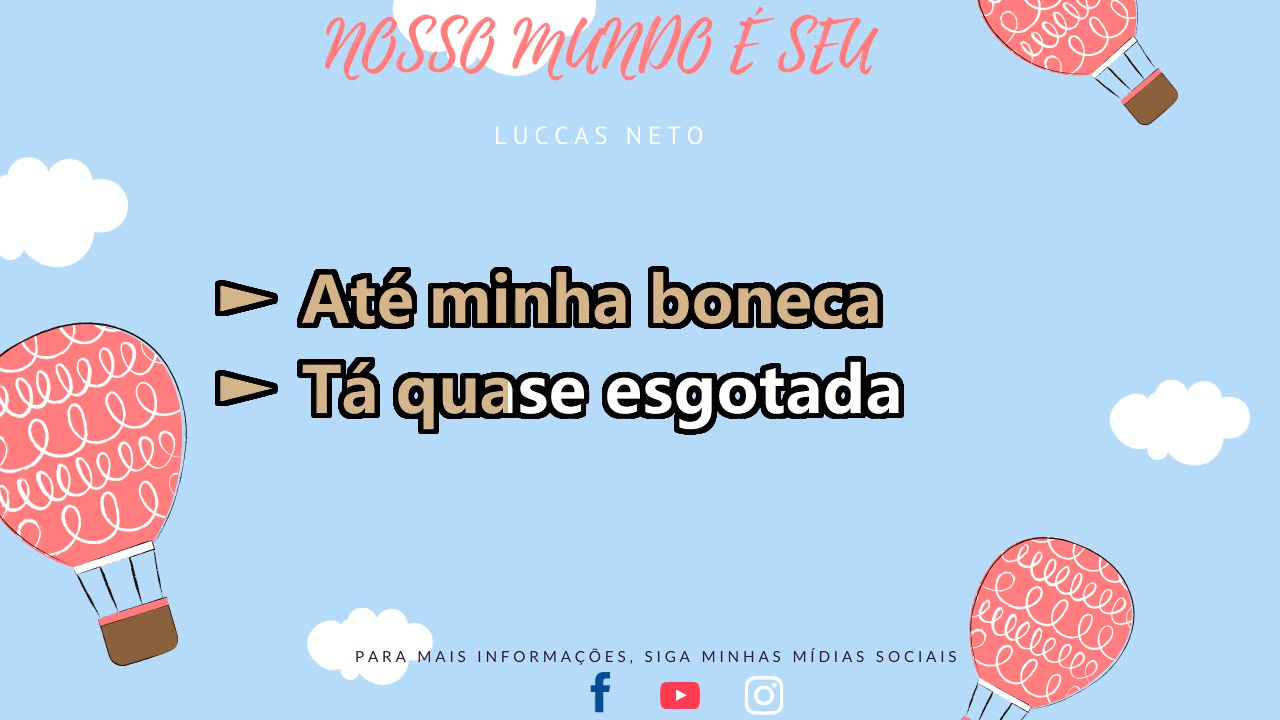 NOSSO MUNDO É SEU
LUCCAS NETO
Até minha boneca
Tá quase esgotada
PARA MAIS INFORMAÇÕES, SIGA MINHAS MÍDIAS SOCIAIS